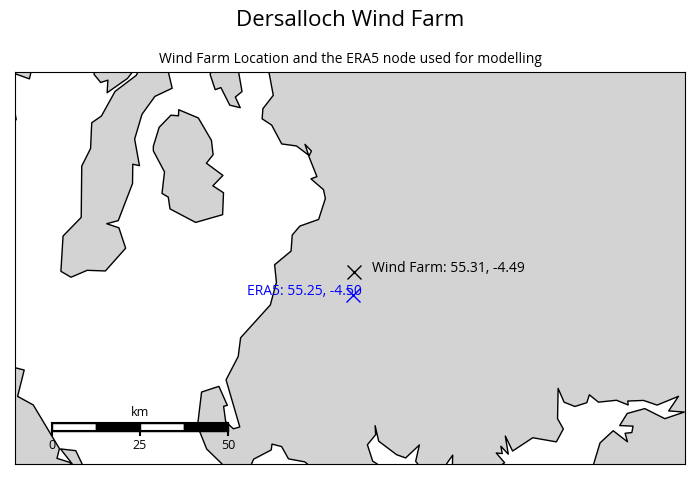 Dersalloch Wind Farm
Wind Farm Location and the ERA5 node used for modelling
Wind Farm: 55.31, -4.49
ERA5: 55.25, -4.50
km
0 25 50